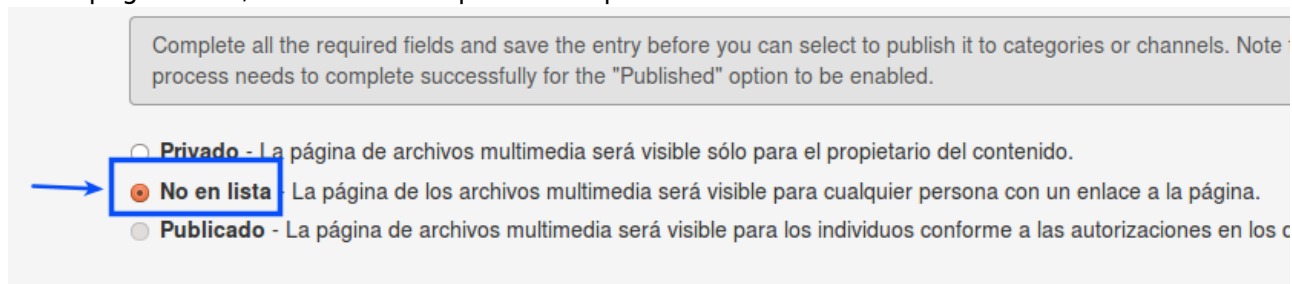 Complete all the required fields and save the entry before you can select to publish it to categories or channels. Note
process needs to complete successfully for the "Published" option to be enabled.
Privado - La página de archivos multimedia será visible sólo para el propietario del contenido.
No en lista - La página de los archivos multimedia será visible para cualquier persona con un enlace a la página.
Publicado - La página de archivos multimedia será visible para los individuos conforme a las autorizaciones en los